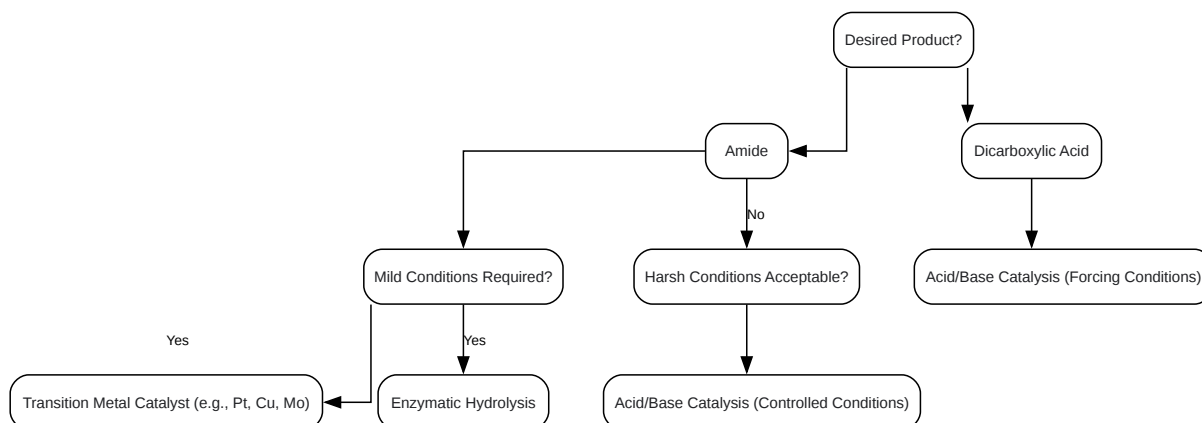 Desired Product?
Amide
Dicarboxylic Acid
No
Mild Conditions Required?
Harsh Conditions Acceptable?
Acid/Base Catalysis (Forcing Conditions)
Yes
Yes
Transition Metal Catalyst (e.g., Pt, Cu, Mo)
Enzymatic Hydrolysis
Acid/Base Catalysis (Controlled Conditions)